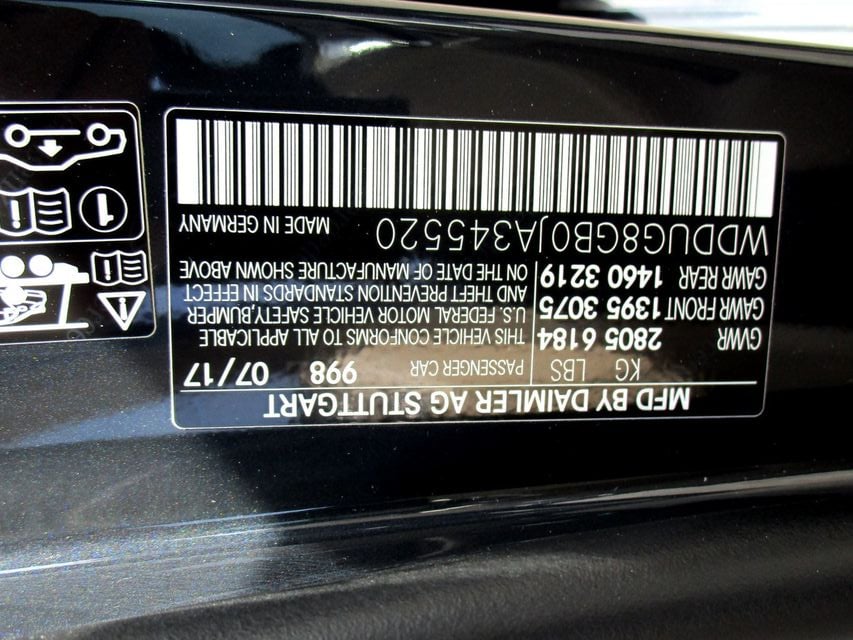 MFD BY DAIMLER AG STUTTGART
KG LBS PASSENGER CAR 998 07/17
GWR 2805 6184 THIS VEHICLE CONFORMS TO ALL APPLICABLE
GAWR FRONT 1395 3075 U.S. FEDERAL MOTOR VEHICLE SAFETY,BUMPER
AND THEFT PREVENTION STANDARDS IN EFFECT
GAWR REAR 1460 3219 ON THE DATE OF MANUFACTURE SHOWN ABOVE
WDDUG8GB0JA345520 MADE IN GERMANY